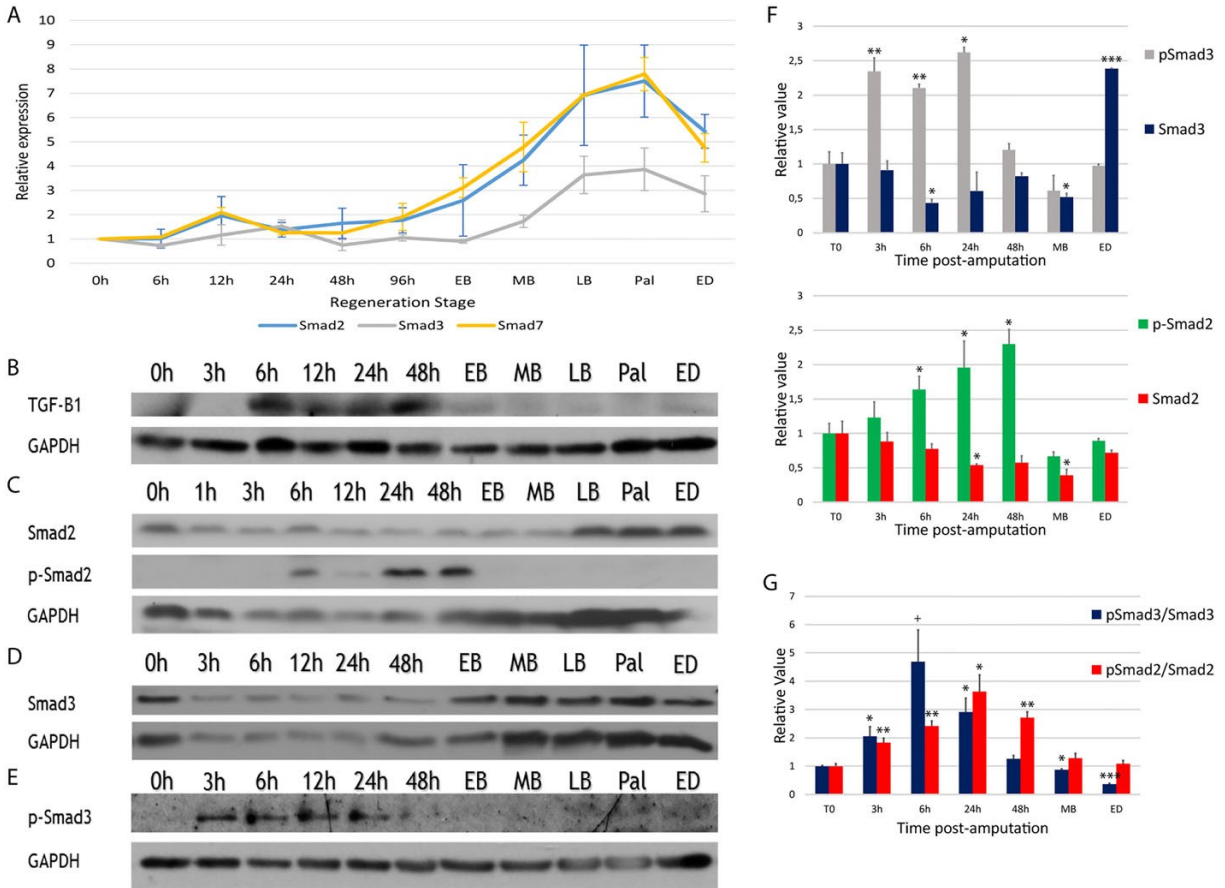 A
Relative expression
10
9
8
7
6
5
4
3
2
1
0
0h 6h 12h 24h 48h 96h EB MB LB Pal ED
Regeneration Stage
Smad2 Smad3 Smad7
B
0h 3h 6h 12h 24h 48h EB MB LB Pal ED
TGF-B1
GAPDH
C
0h 1h 3h 6h 12h 24h 48h EB MB LB Pal ED
Smad2
p-Smad2
GAPDH
D
0h 3h 6h 12h 24h 48h EB MB LB Pal ED
Smad3
GAPDH
E
0h 3h 6h 12h 24h 48h EB MB LB Pal ED
p-Smad3
GAPDH
F
Relative value
3
2,5
2
1,5
1
0,5
0
** ** * * * ***
pSmad3
Smad3
T0 3h 6h 24h 48h MB ED
Time post-amputation
Relative value
3
2,5
2
1,5
1
0,5
0
* * * * *
p-Smad2
Smad2
T0 3h 6h 24h 48h MB ED
Time post-amputation
G
Relative Value
7
6
5
4
3
2
1
0
* ** + ** * * ** * ***
pSmad3/Smad3
pSmad2/Smad2
T0 3h 6h 24h 48h MB ED
Time post-amputation